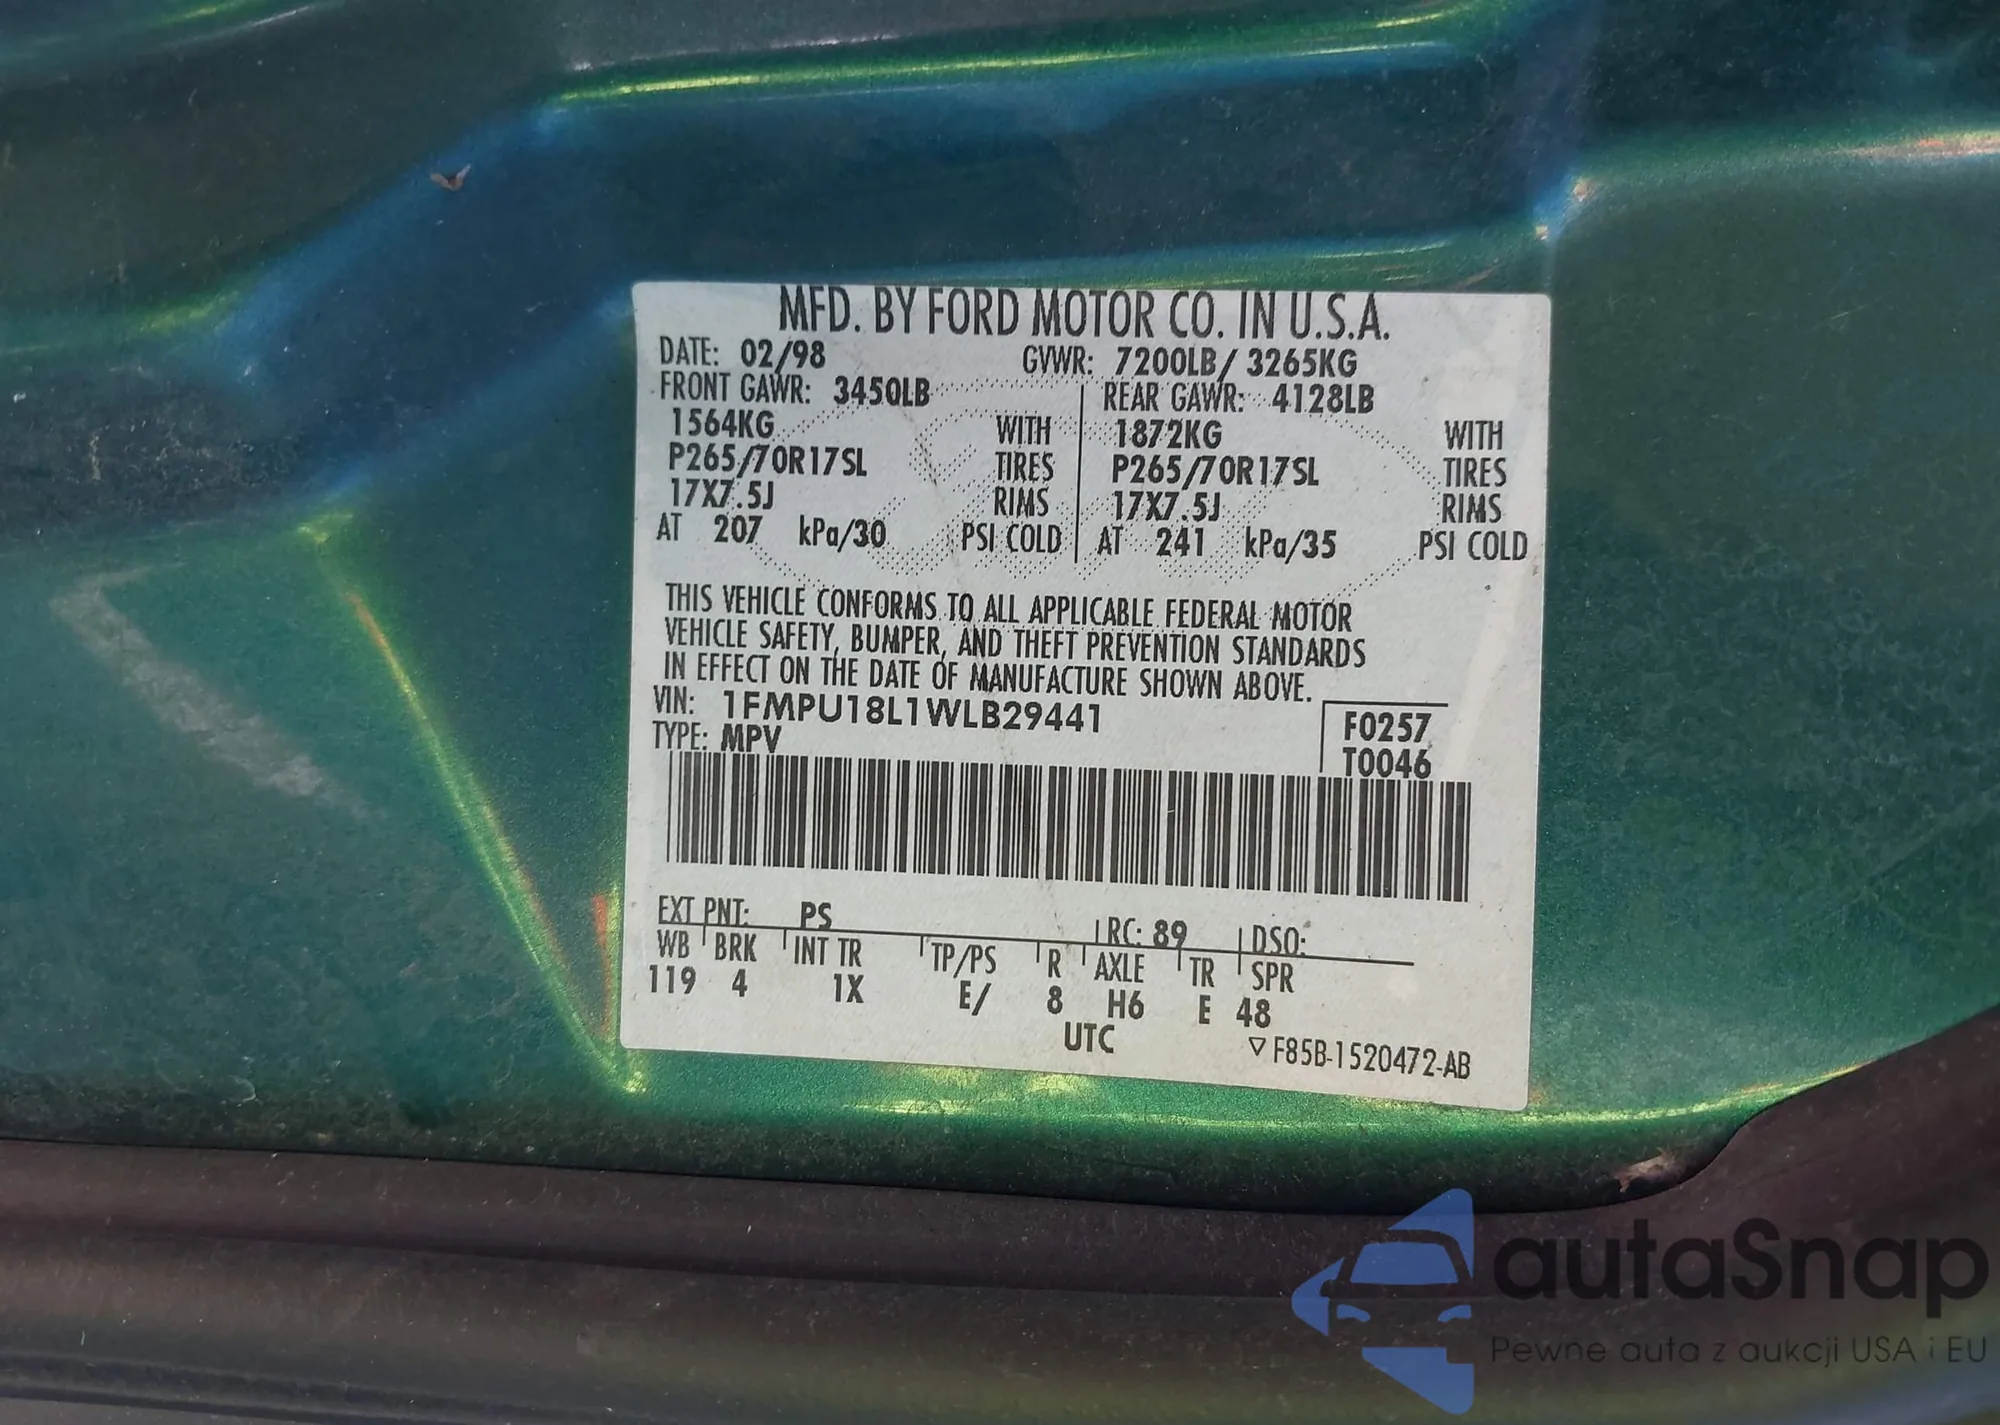 MFD. BY FORD MOTOR CO. IN U.S.A.
DATE: 02/98 GVWR: 7200LB/ 3265KG
FRONT GAWR: 3450LB REAR GAWR: 4128LB
1564KG WITH 1872KG WITH
P265/70R17SL TIRES P265/70R17SL TIRES
17X7.5J RIMS 17X7.5J RIMS
AT 207 kPa/30 PSI COLD AT 241 kPa/35 PSI COLD
THIS VEHICLE CONFORMS TO ALL APPLICABLE FEDERAL MOTOR
VEHICLE SAFETY, BUMPER, AND THEFT PREVENTION STANDARDS
IN EFFECT ON THE DATE OF MANUFACTURE SHOWN ABOVE.
VIN: 1FMPU18L1WLB29441 F0257
TYPE: MPV T0046
EXT PNT: PS RC: 89 DSO:
WB BRK INT TR TP/PS R AXLE TR SPR
119 4 1X E/ 8 H6 E 48
UTC ▽ F85B-1520472-AB
autaSnap
Pewne auta z aukcji USA i EU